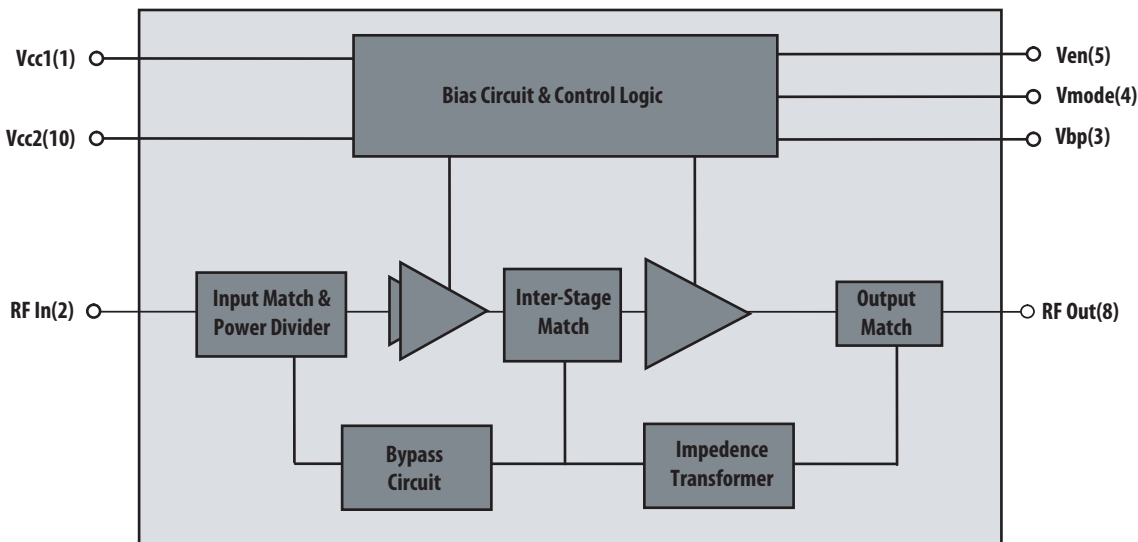 Vcc1(1)
Ven(5)
Bias Circuit & Control Logic
Vmode(4)
Vcc2(10)
Vbp(3)
RF In(2)
Input Match &
Power Divider
Inter-Stage
Match
Output
Match
RF Out(8)
Bypass
Circuit
Impedence
Transformer